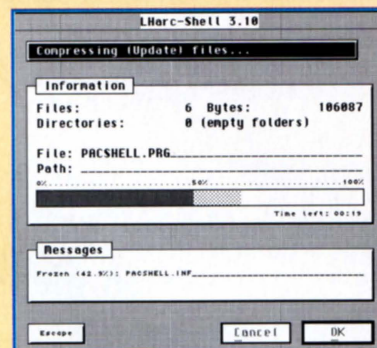 LHarc-Shell 3.10
Compressing (Update) files...
Information
Files: 6 Bytes: 106087
Directories: 0 (empty folders)
File: PACSHELL.PRG
Path:
0%...50%...100%
Time left: 00:19
Messages
Frozen (42.9%): PACSHELL.INF
Escape Cancel OK